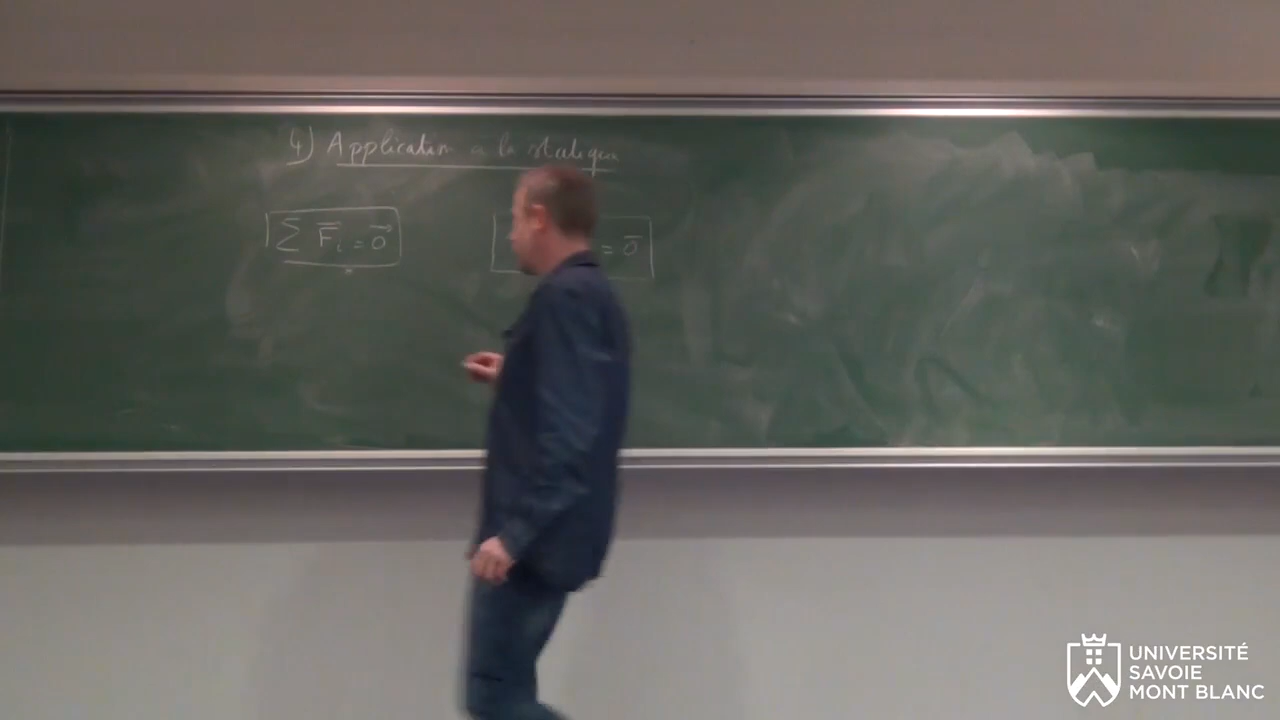 4) Application a la statique
∑ F⃗ᵢ = 0⃗
= 0⃗
UNIVERSITÉ
SAVOIE
MONT BLANC